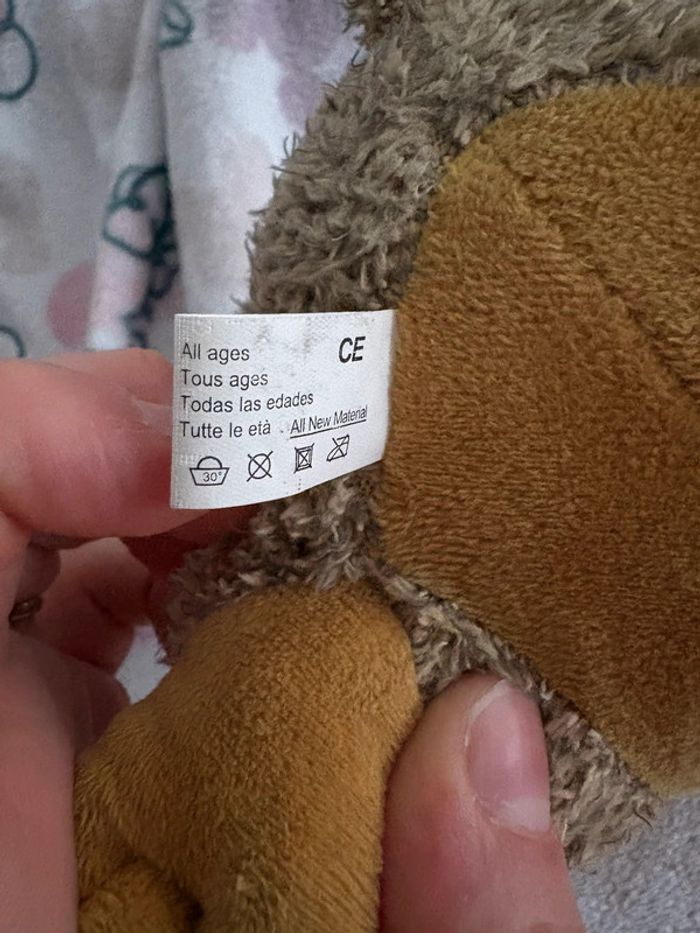 All ages CE
Tous ages
Todas las edades
Tutte le età
All New Material
30°